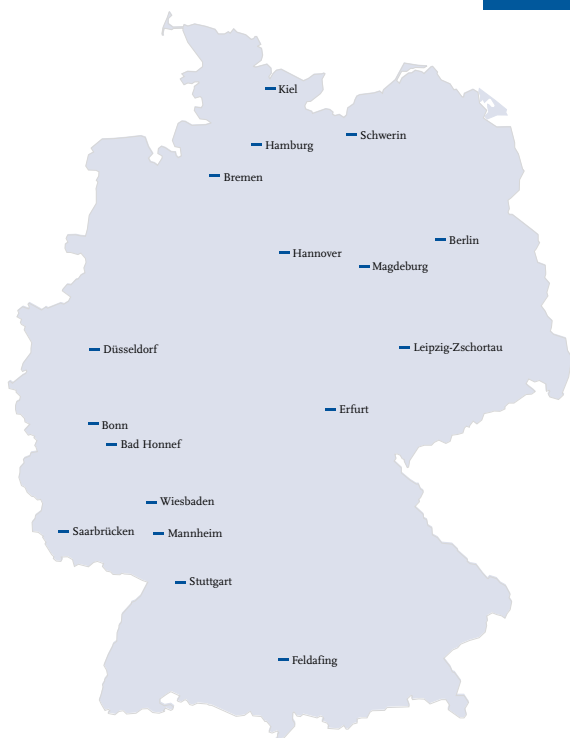 Kiel
Schwerin
Hamburg
Bremen
Berlin
Hannover
Magdeburg
Leipzig-Zschortau
Düsseldorf
Erfurt
Bonn
Bad Honnef
Wiesbaden
Saarbrücken
Mannheim
Stuttgart
Feldafing